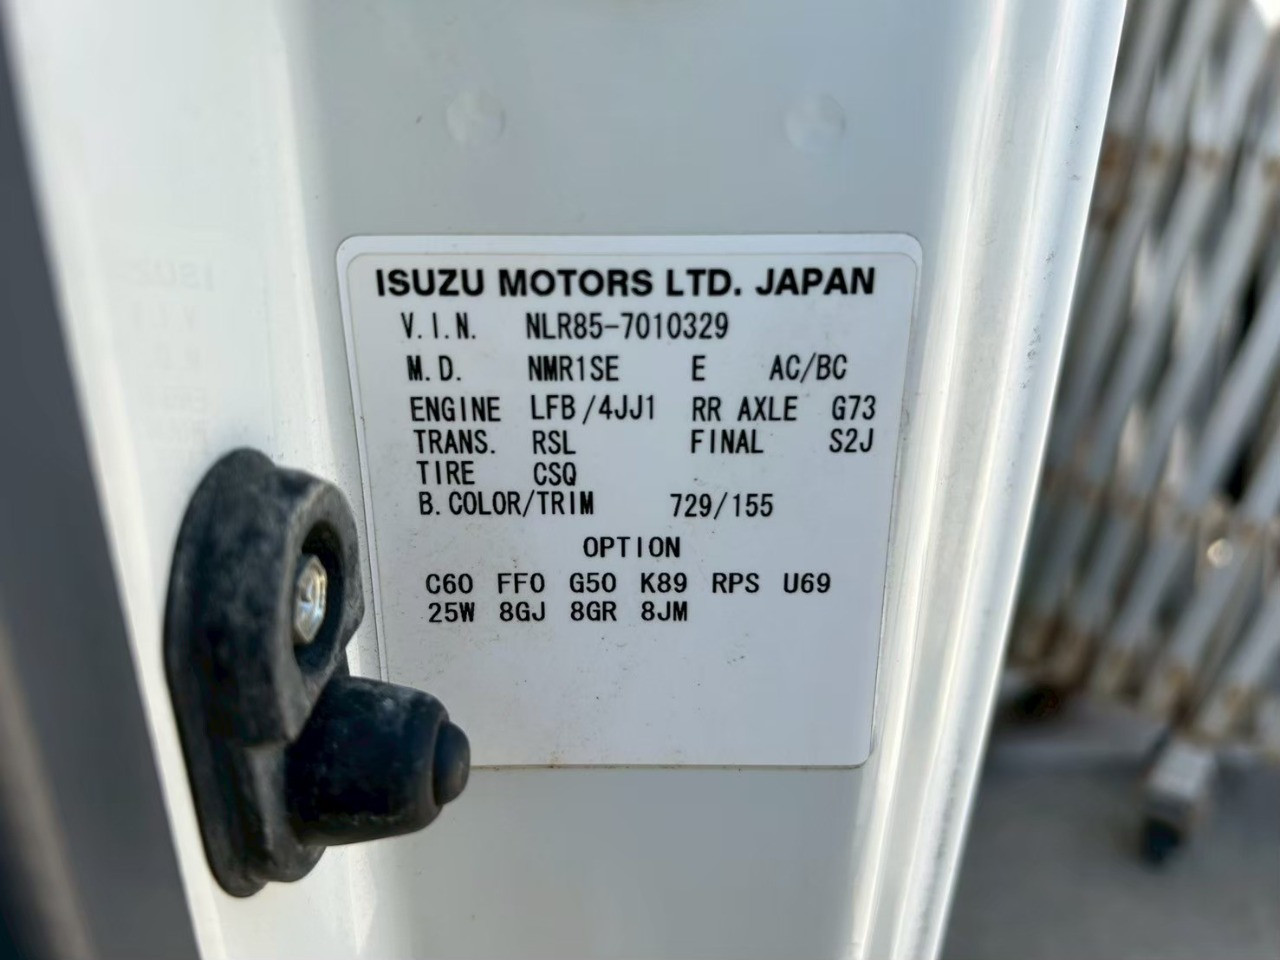 ISUZU MOTORS LTD. JAPAN
V.I.N. NLR85-7010329
M.D. NMR1SE E AC/BC
ENGINE LFB/4JJ1 RR AXLE G73
TRANS. RSL FINAL S2J
TIRE CSQ
B.COLOR/TRIM 729/155
OPTION
C60 FF0 G50 K89 RPS U69
25W 8GJ 8GR 8JM